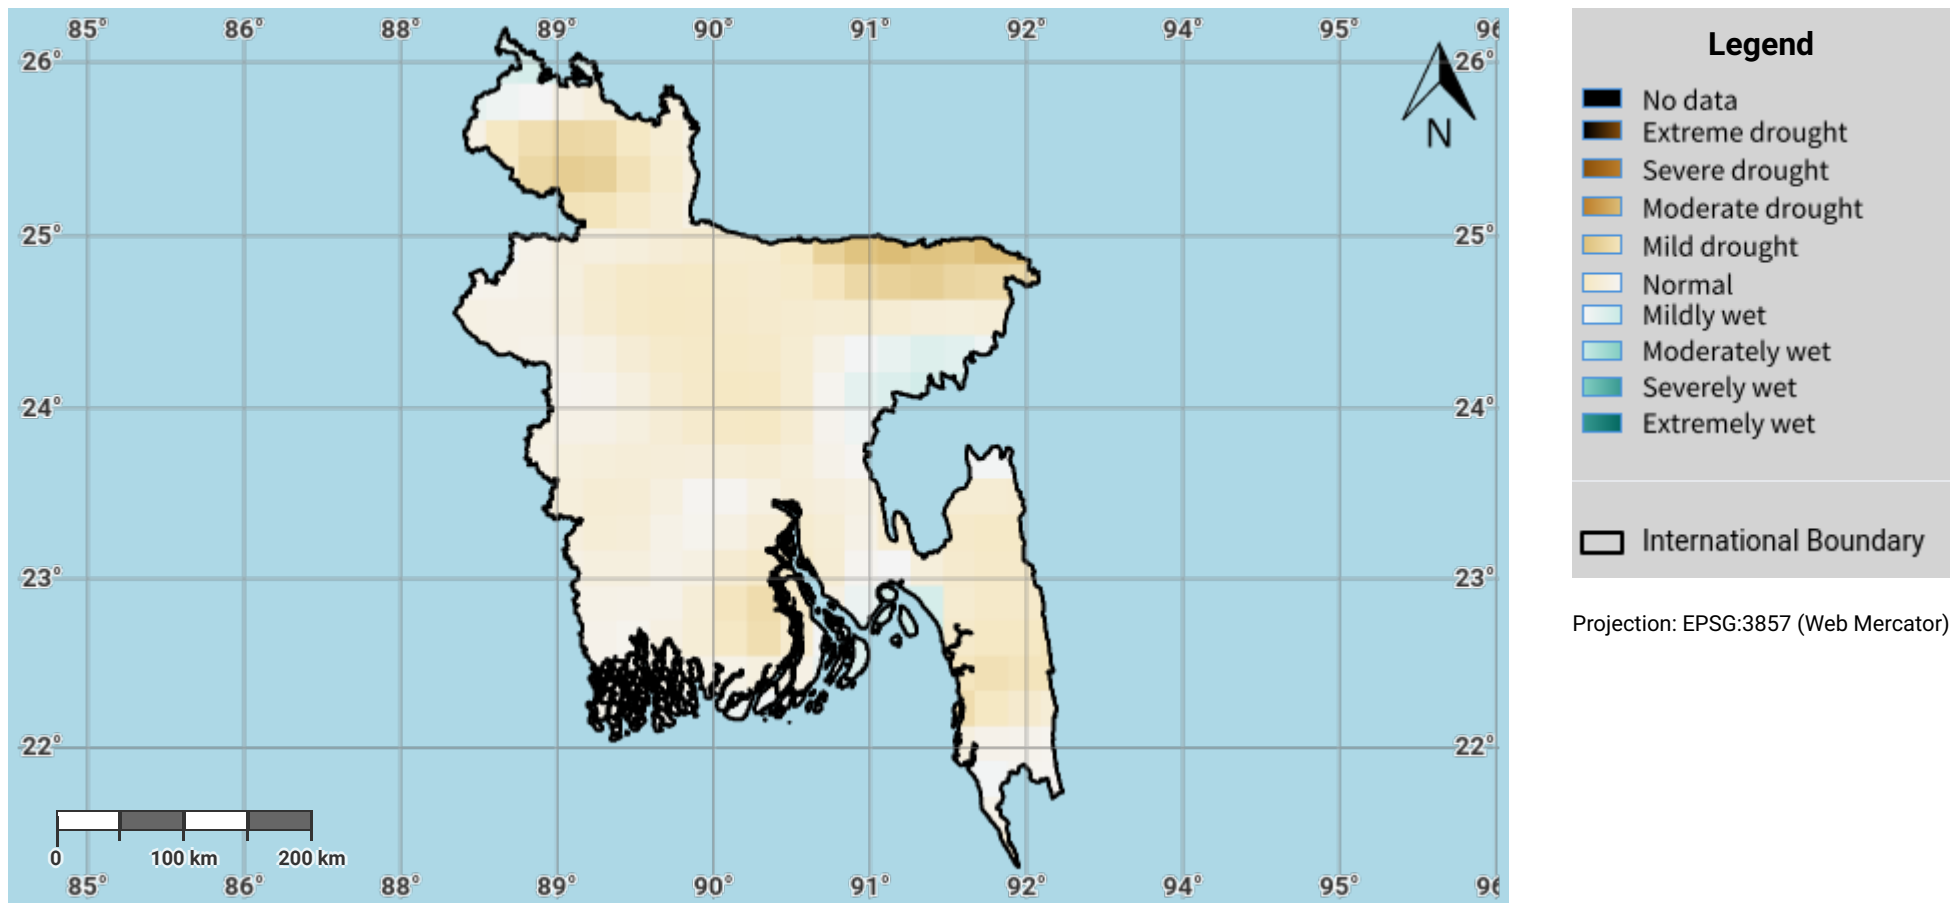 85° 86° 88° 89° 90° 91° 92° 94° 95° 96
26° 26°
25° 25°
24° 24°
23° 23°
22° 22°
N
0 100 km 200 km
85° 86° 88° 89° 90° 91° 92° 94° 95° 96
Legend
No data
Extreme drought
Severe drought
Moderate drought
Mild drought
Normal
Mildly wet
Moderately wet
Severely wet
Extremely wet
International Boundary
Projection: EPSG:3857 (Web Mercator)